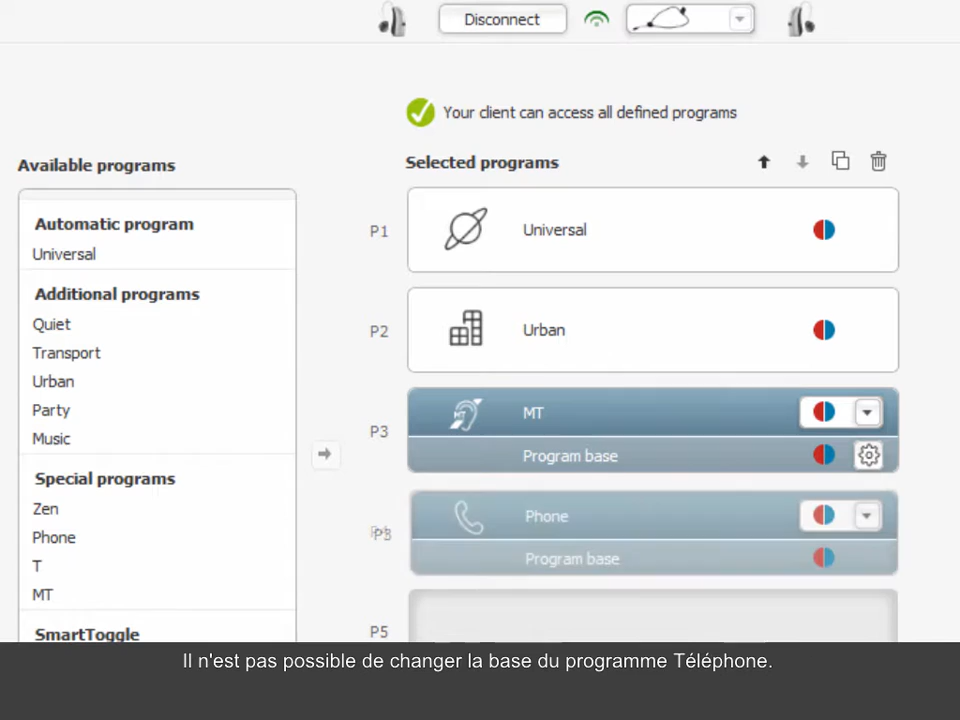 Disconnect
Your client can access all defined programs
Available programs
Selected programs
Automatic program
Universal
Additional programs
Quiet
Transport
Urban
Party
Music
Special programs
Zen
Phone
T
MT
SmartToggle
P1
Universal
P2
Urban
P3
MT
Program base
Phone
Program base
P5
Il n'est pas possible de changer la base du programme Téléphone.